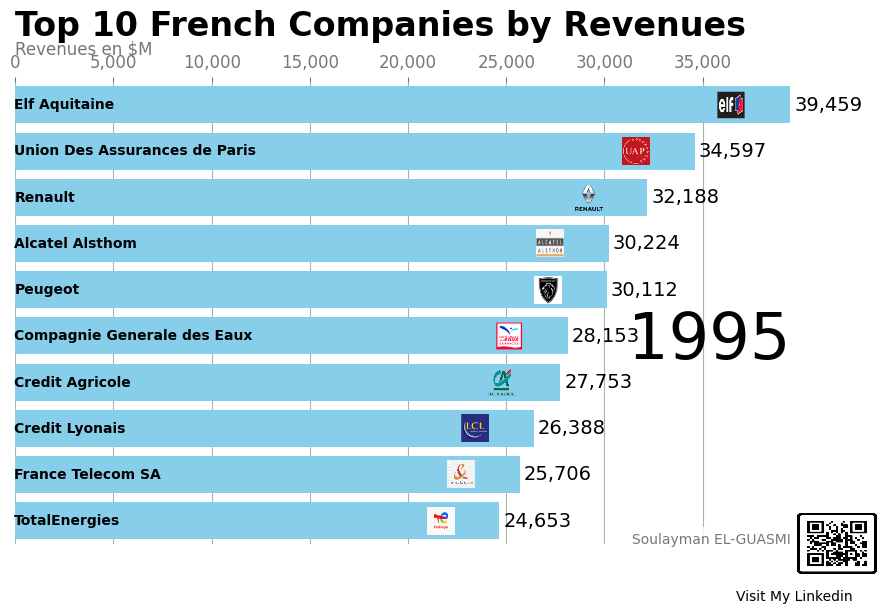 Top 10 French Companies by Revenues
Revenues en $M
0 5,000 10,000 15,000 20,000 25,000 30,000 35,000
Elf Aquitaine elf 39,459
Union Des Assurances de Paris UAP 34,597
Renault RENAULT 32,188
Alcatel Alsthom ALCATEL ALSTHOM 30,224
Peugeot 30,112
Compagnie Generale des Eaux 28,153
1995
Credit Agricole 27,753
Credit Lyonais LCL 26,388
France Telecom SA 25,706
TotalEnergies 24,653
Soulayman EL-GUASMI
Visit My Linkedin